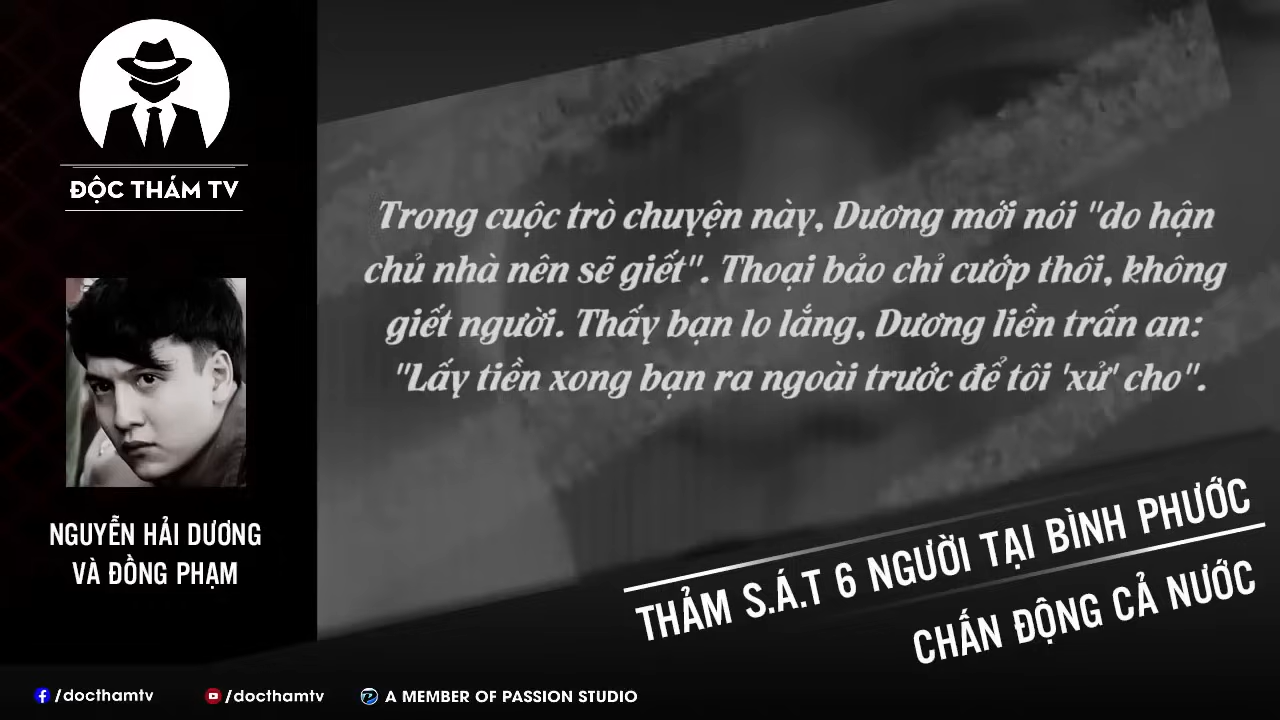 ĐỘC THÁM TV
NGUYỄN HẢI DƯƠNG
VÀ ĐỒNG PHẠM
Trong cuộc trò chuyện này, Dương mới nói "do hận
chủ nhà nên sẽ giết". Thoại bảo chỉ cướp thôi, không
giết người. Thấy bạn lo lắng, Dương liền trấn an:
"Lấy tiền xong bạn ra ngoài trước để tôi 'xử' cho".
THẢM S.Á.T 6 NGƯỜI TẠI BÌNH PHƯỚC
CHẤN ĐỘNG CẢ NƯỚC
/docthamtv
/docthamtv
A MEMBER OF PASSION STUDIO